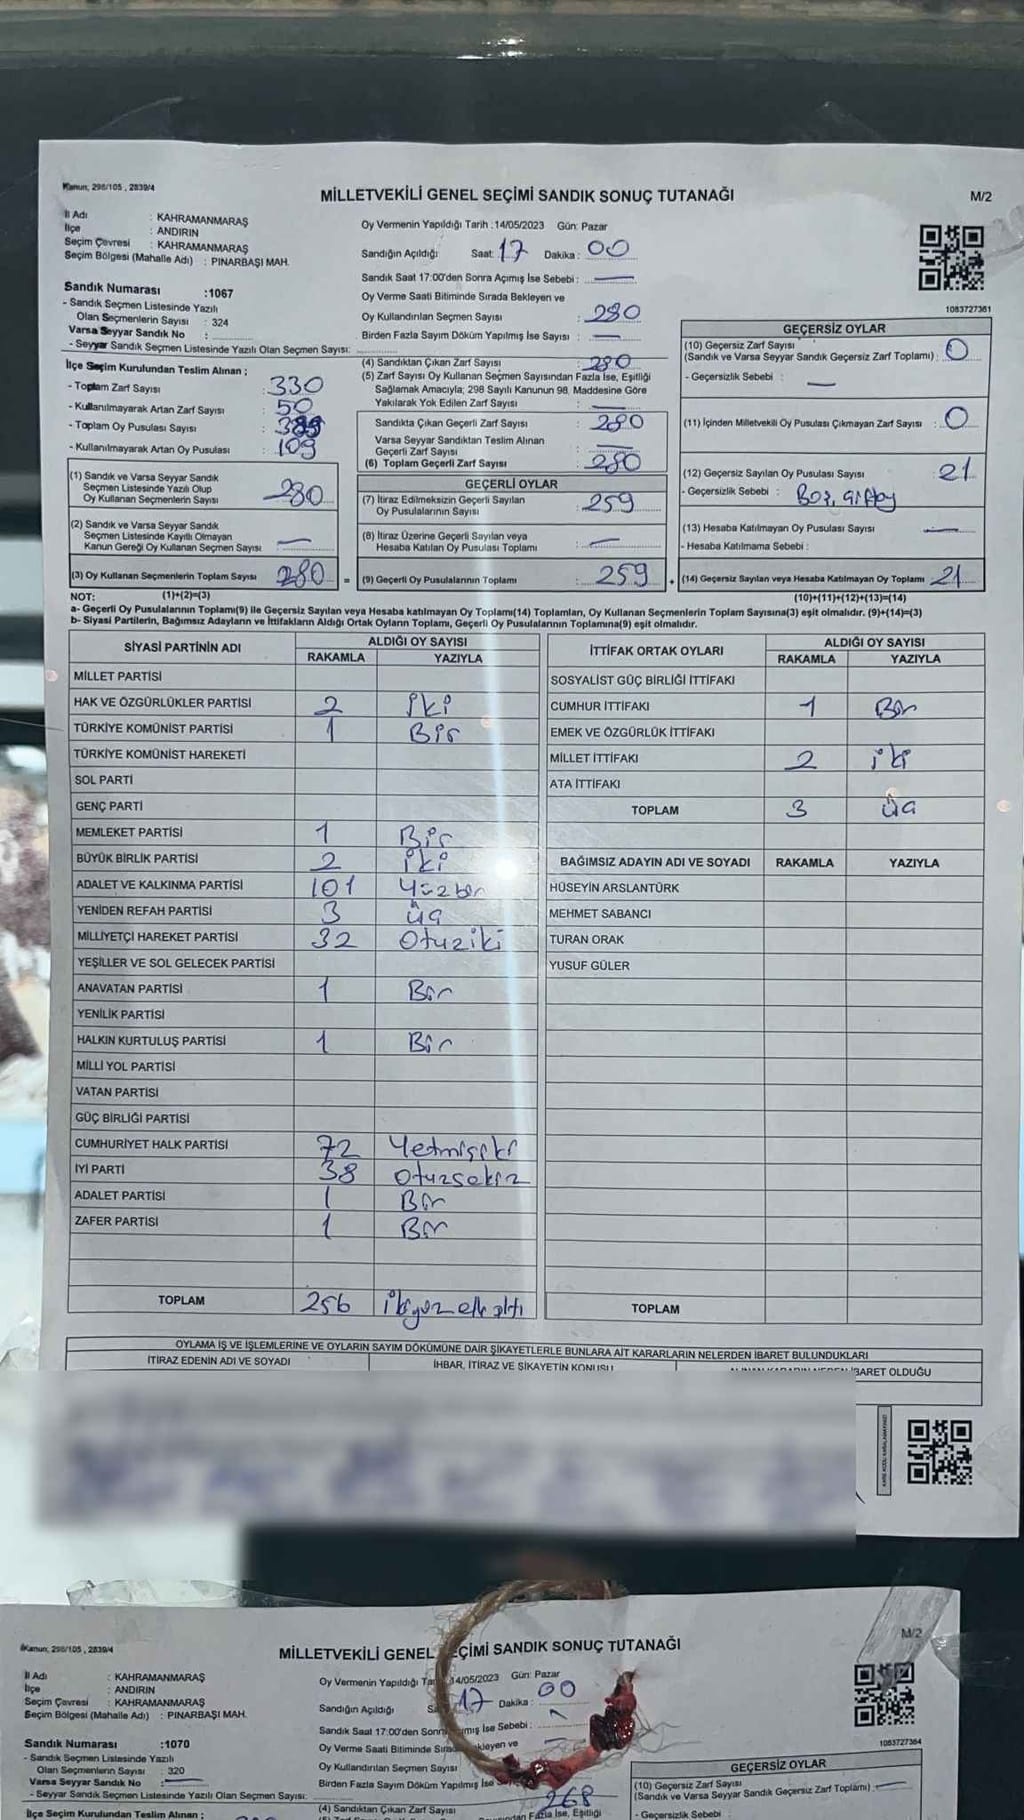 Kanun; 298/105 , 2839/4
MİLLETVEKİLİ GENEL SEÇİMİ SANDIK SONUÇ TUTANAĞI
M/2
İl Adı : KAHRAMANMARAŞ
İlçe : ANDIRIN
Seçim Çevresi : KAHRAMANMARAŞ
Seçim Bölgesi (Mahalle Adı) : PINARBAŞI MAH.
Sandık Numarası :1067
- Sandık Seçmen Listesinde Yazılı
Olan Seçmenlerin Sayısı : 324
Varsa Seyyar Sandık No :
- Seyyar Sandık Seçmen Listesinde Yazılı Olan Seçmen Sayısı:
Oy Vermenin Yapıldığı Tarih :14/05/2023 Gün: Pazar
Sandığın Açıldığı: Saat: 17 Dakika : 00
Sandık Saat 17:00'den Sonra Açımış İse Sebebi : —
Oy Verme Saati Bitiminde Sırada Bekleyen ve
Oy Kullandırılan Seçmen Sayısı : 280
Birden Fazla Sayım Döküm Yapılmış İse Sayısı : —
1083727361
İlçe Seçim Kurulundan Teslim Alınan ;
- Toplam Zarf Sayısı : 330
- Kullanılmayarak Artan Zarf Sayısı : 50
- Toplam Oy Pusulası Sayısı :
- Kullanılmayarak Artan Oy Pusulası : 109
(4) Sandıktan Çıkan Zarf Sayısı : 280
(5) Zarf Sayısı Oy Kullanan Seçmen Sayısından Fazla İse, Eşitliği
Sağlamak Amacıyla; 298 Sayılı Kanunun 98. Maddesine Göre
Yakılarak Yok Edilen Zarf Sayısı : —
Sandıkta Çıkan Geçerli Zarf Sayısı : 280
Varsa Seyyar Sandıktan Teslim Alınan
Geçerli Zarf Sayısı : —
(6) Toplam Geçerli Zarf Sayısı : 280
GEÇERSİZ OYLAR
(10) Geçersiz Zarf Sayısı
(Sandık ve Varsa Seyyar Sandık Geçersiz Zarf Toplamı) : 0
- Geçersizlik Sebebi : —
(11) İçinden Milletvekili Oy Pusulası Çıkmayan Zarf Sayısı : 0
(12) Geçersiz Sayılan Oy Pusulası Sayısı 21
- Geçersizlik Sebebi : Boş,
(13) Hesaba Katılmayan Oy Pusulası Sayısı —
- Hesaba Katılmama Sebebi :
(14) Geçersiz Sayılan veya Hesaba Katılmayan Oy Toplamı 21
(10)+(11)+(12)+(13)=(14)
(1) Sandık ve Varsa Seyyar Sandık
Seçmen Listesinde Yazılı Olup
Oy Kullanan Seçmenlerin Sayısı : 280
(2) Sandık ve Varsa Seyyar Sandık
Seçmen Listesinde Kayıtlı Olmayan
Kanun Gereği Oy Kullanan Seçmen Sayısı : —
(3) Oy Kullanan Seçmenlerin Toplam Sayısı : 280 =
GEÇERLİ OYLAR
(7) İtiraz Edilmeksizin Geçerli Sayılan
Oy Pusulalarının Sayısı : 259
(8) İtiraz Üzerine Geçerli Sayılan veya
Hesaba Katılan Oy Pusulası Toplamı : —
(9) Geçerli Oy Pusulalarının Toplamı : 259 +
NOT: (1)+(2)=(3)
a- Geçerli Oy Pusulalarının Toplamı(9) ile Geçersiz Sayılan veya Hesaba katılmayan Oy Toplamı(14) Toplamları, Oy Kullanan Seçmenlerin Toplam Sayısına(3) eşit olmalıdır. (9)+(14)=(3)
b- Siyasi Partilerin, Bağımsız Adayların ve İttifakların Aldığı Ortak Oyların Toplamı, Geçerli Oy Pusulalarının Toplamına(9) eşit olmalıdır.
SİYASİ PARTİNİN ADI ALDIĞI OY SAYISI
RAKAMLA YAZIYLA
MİLLET PARTİSİ
HAK VE ÖZGÜRLÜKLER PARTİSİ 2 İki
TÜRKİYE KOMÜNİST PARTİSİ 1 Bir
TÜRKİYE KOMÜNİST HAREKETİ
SOL PARTİ
GENÇ PARTİ
MEMLEKET PARTİSİ 1 Bir
BÜYÜK BİRLİK PARTİSİ 2 iki
ADALET VE KALKINMA PARTİSİ 101 Yüzbir
YENİDEN REFAH PARTİSİ 3 üç
MİLLİYETÇİ HAREKET PARTİSİ 32 Otuziki
YEŞİLLER VE SOL GELECEK PARTİSİ
ANAVATAN PARTİSİ 1 Bir
YENİLİK PARTİSİ
HALKIN KURTULUŞ PARTİSİ 1 Bir
MİLLİ YOL PARTİSİ
VATAN PARTİSİ
GÜÇ BİRLİĞİ PARTİSİ
CUMHURİYET HALK PARTİSİ 72 Yetmişiki
İYİ PARTİ 38 Otuzsekiz
ADALET PARTİSİ 1 Bir
ZAFER PARTİSİ 1 Bir
TOPLAM 256 ikiyüz elli altı
İTTİFAK ORTAK OYLARI ALDIĞI OY SAYISI
RAKAMLA YAZIYLA
SOSYALİST GÜÇ BİRLİĞİ İTTİFAKI
CUMHUR İTTİFAKI 1 Bir
EMEK VE ÖZGÜRLÜK İTTİFAKI
MİLLET İTTİFAKI 2 iki
ATA İTTİFAKI
TOPLAM 3 üç
BAĞIMSIZ ADAYIN ADI VE SOYADI RAKAMLA YAZIYLA
HÜSEYİN ARSLANTÜRK
MEHMET SABANCI
TURAN ORAK
YUSUF GÜLER
TOPLAM
OYLAMA İŞ VE İŞLEMLERİNE VE OYLARIN SAYIM DÖKÜMÜNE DAİR ŞİKAYETLERLE BUNLARA AİT KARARLARIN NELERDEN İBARET BULUNDUKLARI
İTİRAZ EDENİN ADI VE SOYADI İHBAR, İTİRAZ VE ŞİKAYETİN KONUSU İBARET OLDUĞU
Kanun; 298/105 , 2839/4
MİLLETVEKİLİ GENEL SEÇİMİ SANDIK SONUÇ TUTANAĞI
M/2
İl Adı : KAHRAMANMARAŞ
İlçe : ANDIRIN
Seçim Çevresi : KAHRAMANMARAŞ
Seçim Bölgesi (Mahalle Adı) : PINARBAŞI MAH.
Sandık Numarası :1070
- Sandık Seçmen Listesinde Yazılı
Olan Seçmenlerin Sayısı : 320
Varsa Seyyar Sandık No : —
- Seyyar Sandık Seçmen Listesinde Yazılı Olan Seçmen Sayısı:
İlçe Seçim Kurulundan Teslim Alınan ;
Oy Vermenin Yapıldığı 14/05/2023 Gün: Pazar
Sandığın Açıldığı 17 Dakika : 00
Sandık Saat 17:00'den İse Sebebi :
Oy Verme Saati Bitiminde
Oy Kullandırılan Seçmen Sayısı
Birden Fazla Sayım Döküm Yapılmış İse
(4) Sandıktan Çıkan Zarf Sayısı 268
Fazla İse, Eşitliği
1083727364
GEÇERSİZ OYLAR
(10) Geçersiz Zarf Sayısı
(Sandık ve Varsa Seyyar Sandık Geçersiz Zarf Toplamı) : —
- Geçersizlik Sebebi :